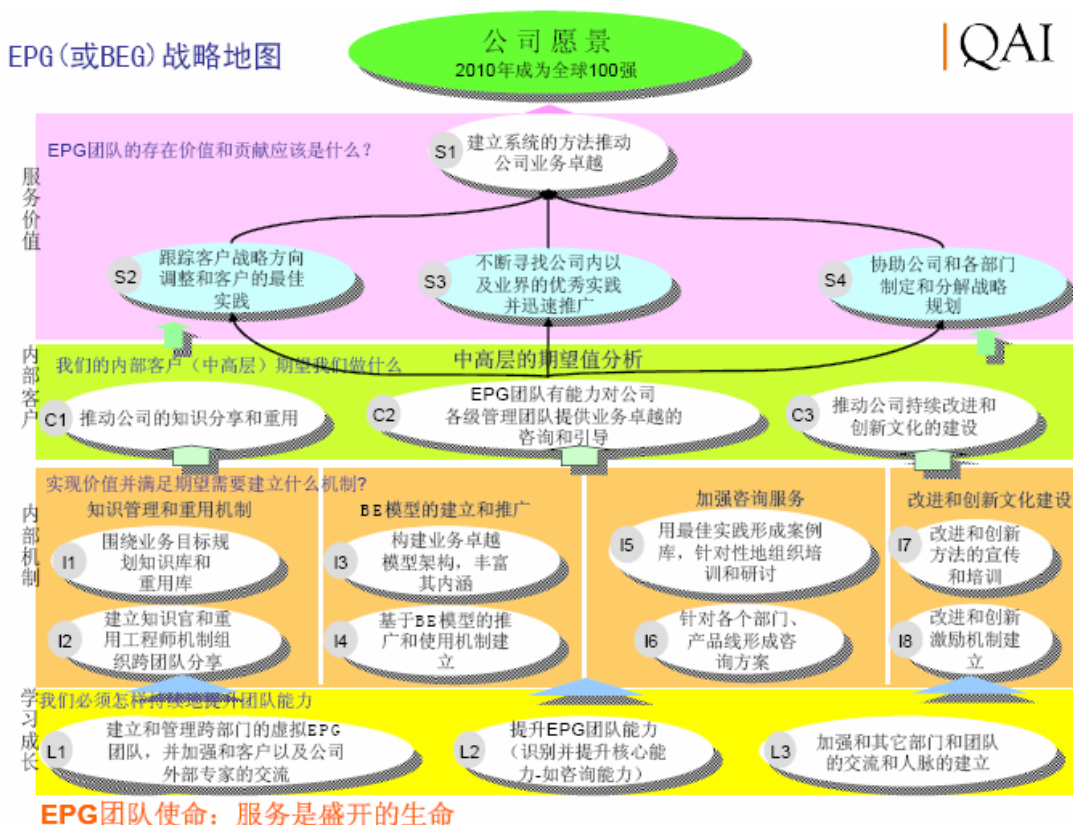 EPG(或BEG)战略地图
公司愿景
2010年成为全球100强
QAI
服务价值
EPG团队的存在价值和贡献应该是什么?
S1
建立系统的方法推动
公司业务卓越
S2
跟踪客户战略方向
调整和客户的最佳
实践
S3
不断寻找公司内以
及业界的优秀实践
并迅速推广
S4
协助公司和各部门
制定和分解战略
规划
内部客户
我们的内部客户(中高层)期望我们做什么
中高层的期望值分析
C1
推动公司的知识分享和重用
C2
EPG团队有能力对公司
各级管理团队提供业务卓越的
咨询和引导
C3
推动公司持续改进和
创新文化的建设
内部机制
实现价值并满足期望需要建立什么机制?
知识管理和重用机制
I1
围绕业务目标规
划知识库和
重用库
I2
建立知识官和重
用工程师机制组
织跨团队分享
BE模型的建立和推广
I3
构建业务卓越
模型架构,丰富
其内涵
I4
基于BE模型的推
广和使用机制建
立
加强咨询服务
I5
用最佳实践形成案例
库,针对性地组织培
训和研讨
I6
针对各个部门、
产品线形成咨
询方案
改进和创新文化建设
I7
改进和创新
方法的宣传
和培训
I8
改进和创新
激励机制建
立
学习成长
我们必须怎样持续地提升团队能力
L1
建立和管理跨部门的虚拟EPG
团队,并加强和客户以及公司
外部专家的交流
L2
提升EPG团队能力
(识别并提升核心能
力-如咨询能力)
L3
加强和其它部门和团队
的交流和人脉的建立
EPG团队使命:服务是盛开的生命